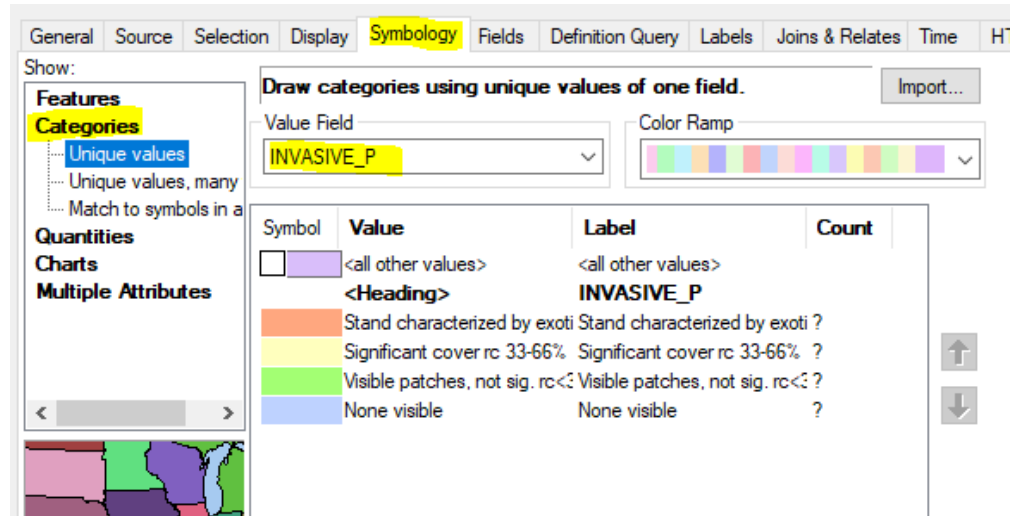 General Source Selection Display Symbology Fields Definition Query Labels Joins & Relates Time HT
Show:
Features
Categories
Unique values
Unique values, many
Match to symbols in a
Quantities
Charts
Multiple Attributes
Draw categories using unique values of one field.
Import...
Value Field
INVASIVE_P
Color Ramp
Symbol Value Label Count
<all other values> <all other values>
<Heading> INVASIVE_P
Stand characterized by exoti Stand characterized by exoti ?
Significant cover rc 33-66% Significant cover rc 33-66% ?
Visible patches, not sig. rc<3 Visible patches, not sig. rc<3 ?
None visible None visible ?